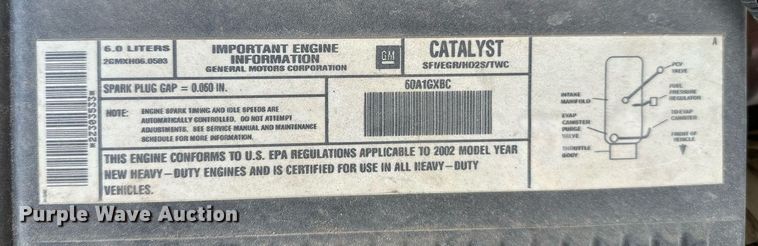 6.0 LITERS
2GMXH06.0583
IMPORTANT ENGINE
INFORMATION
GENERAL MOTORS CORPORATION
GM
CATALYST
SFI/EGR/HO2S/TWC
SPARK PLUG GAP = 0.060 IN.
60A1GXBC
NOTE:
ENGINE SPARK TIMING AND IDLE SPEEDS ARE
AUTOMATICALLY CONTROLLED. DO NOT ATTEMPT
ADJUSTMENTS. SEE SERVICE MANUAL AND MAINTENANCE
SCHEDULE FOR MORE INFORMATION.
THIS ENGINE CONFORMS TO U.S. EPA REGULATIONS APPLICABLE TO 2002 MODEL YEAR
NEW HEAVY-DUTY ENGINES AND IS CERTIFIED FOR USE IN ALL HEAVY-DUTY
VEHICLES.
A
PCV
VALVE
FUEL
PRESSURE
REGULATOR
INTAKE
MANIFOLD
EVAP
CANISTER
PURGE
VALVE
TO EVAP
CANISTER
THROTTLE
BODY
FRONT OF
VEHICLE
Purple Wave Auction